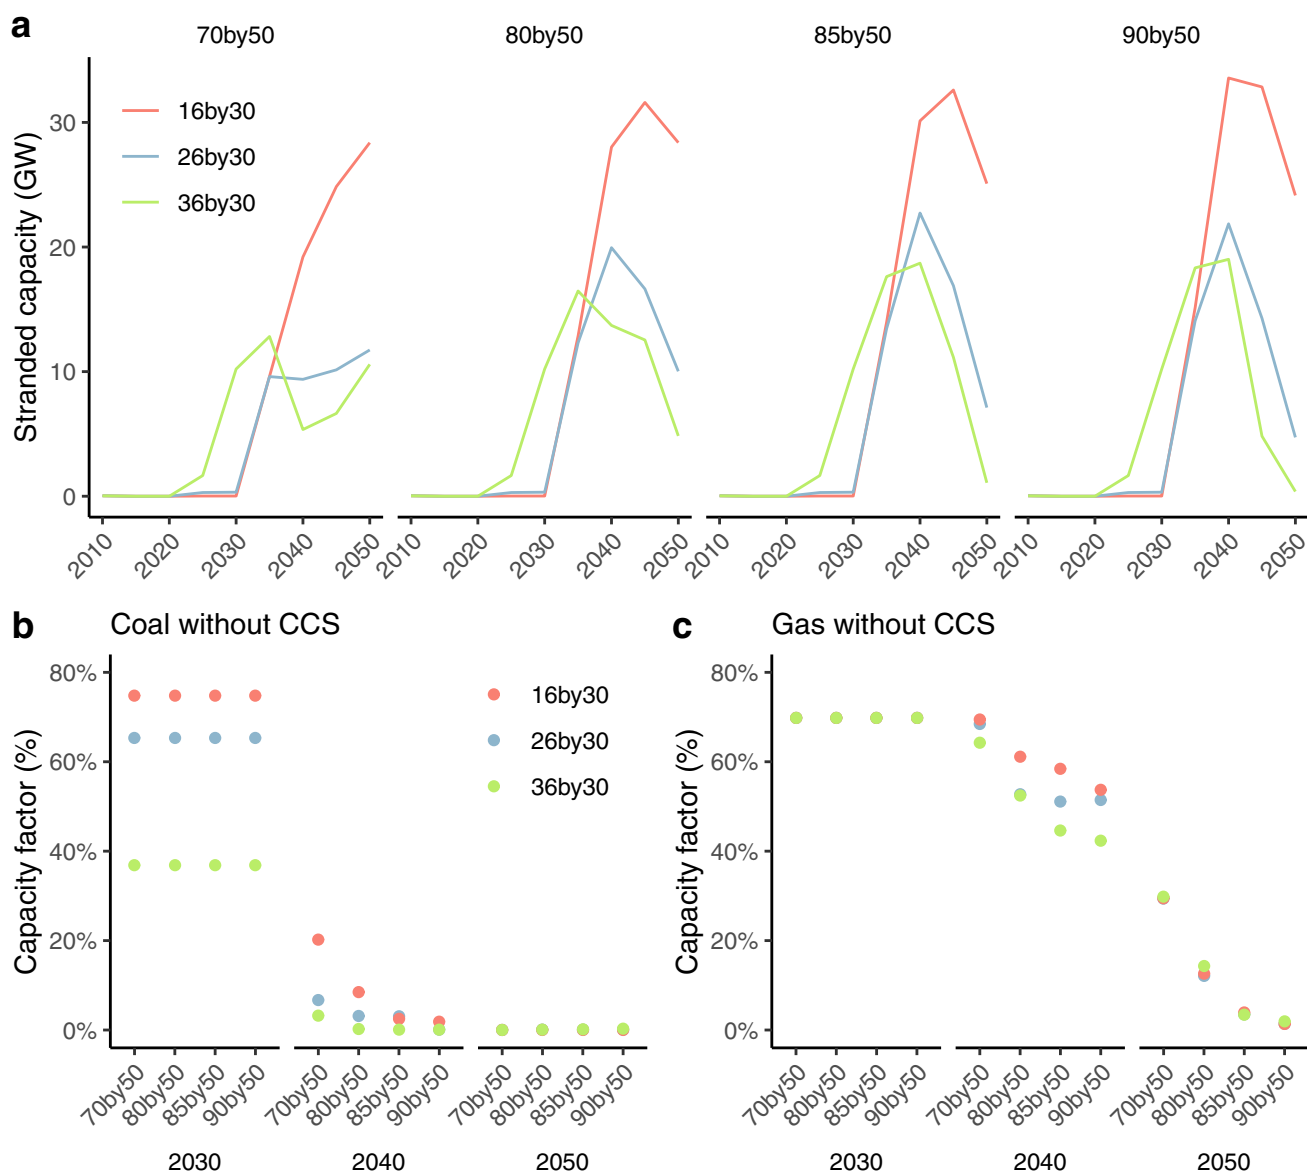 a
70by50 80by50 85by50 90by50
Stranded capacity (GW)
30
20
10
0
16by30
26by30
36by30
2010 2020 2030 2040 2050 2010 2020 2030 2040 2050 2010 2020 2030 2040 2050 2010 2020 2030 2040 2050
b Coal without CCS
Capacity factor (%)
80%
60%
40%
20%
0%
16by30
26by30
36by30
70by50 80by50 85by50 90by50 70by50 80by50 85by50 90by50 70by50 80by50 85by50 90by50
2030 2040 2050
c Gas without CCS
Capacity factor (%)
80%
60%
40%
20%
0%
70by50 80by50 85by50 90by50 70by50 80by50 85by50 90by50 70by50 80by50 85by50 90by50
2030 2040 2050